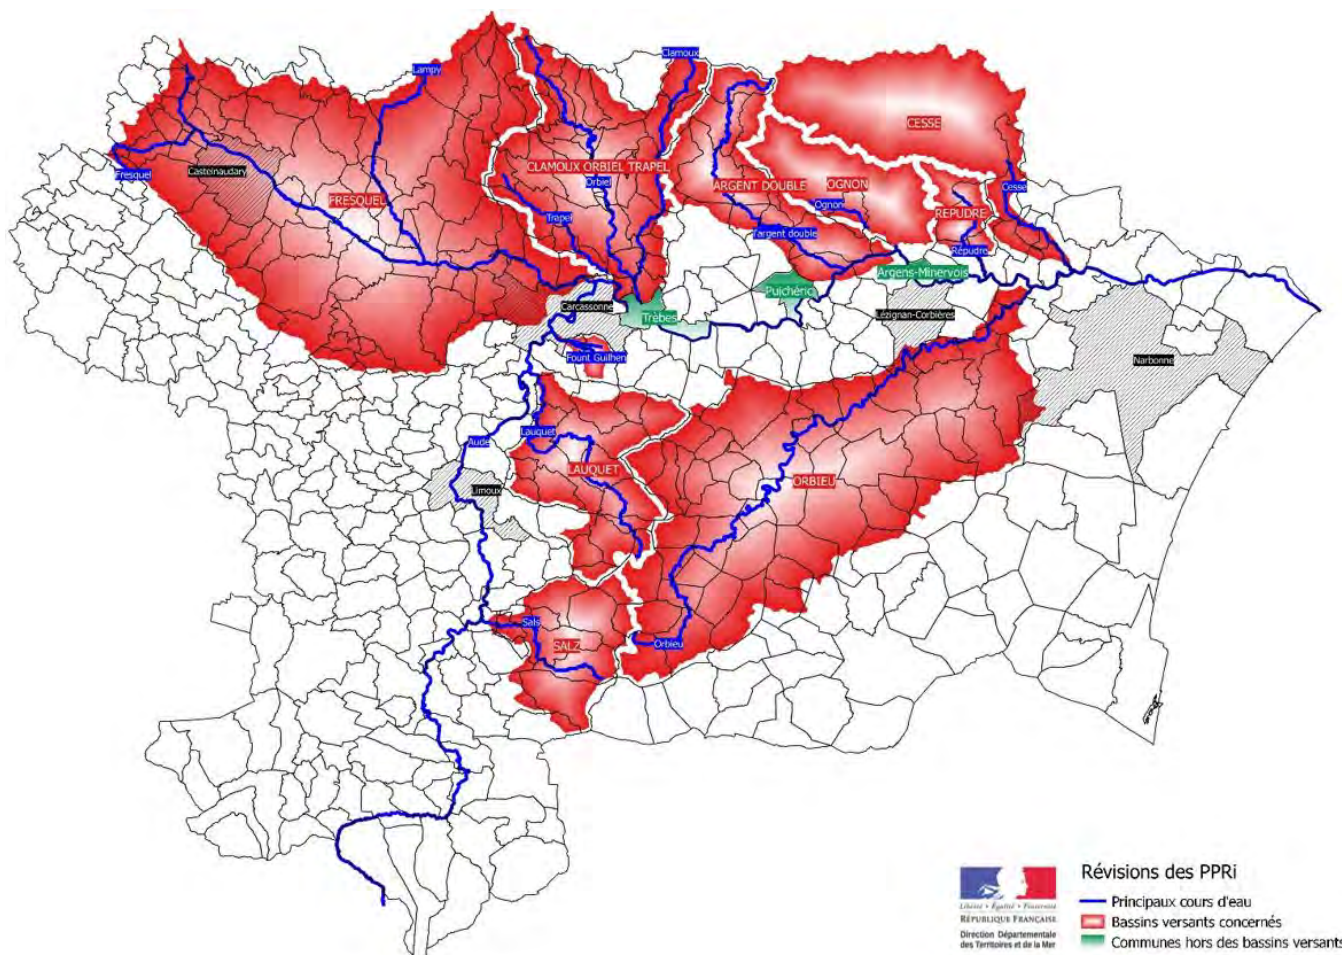 Clamoux
Lampy
CESSE
Fresquel
Castelnaudary
FRESQUEL
CLAMOUX ORBIEL TRAPEL
Orbiel
Trapel
ARGENT DOUBLE
OGNON
Ognon
Cesse
REPUDRE
l'argent double
Répudre
Argens-Minervois
Puichéric
Carcassonne
Trèbes
Lézignan-Corbières
Fount Guilhen
Narbonne
Aude
Lauquet
LAUQUET
ORBIEU
Limoux
Sals
SALZ
Orbieu
Révisions des PPRi
Principaux cours d'eau
Bassins versants concernés
Communes hors des bassins versants
Liberté • Égalité • Fraternité
RÉPUBLIQUE FRANÇAISE
Direction Départementale
des Territoires et de la Mer